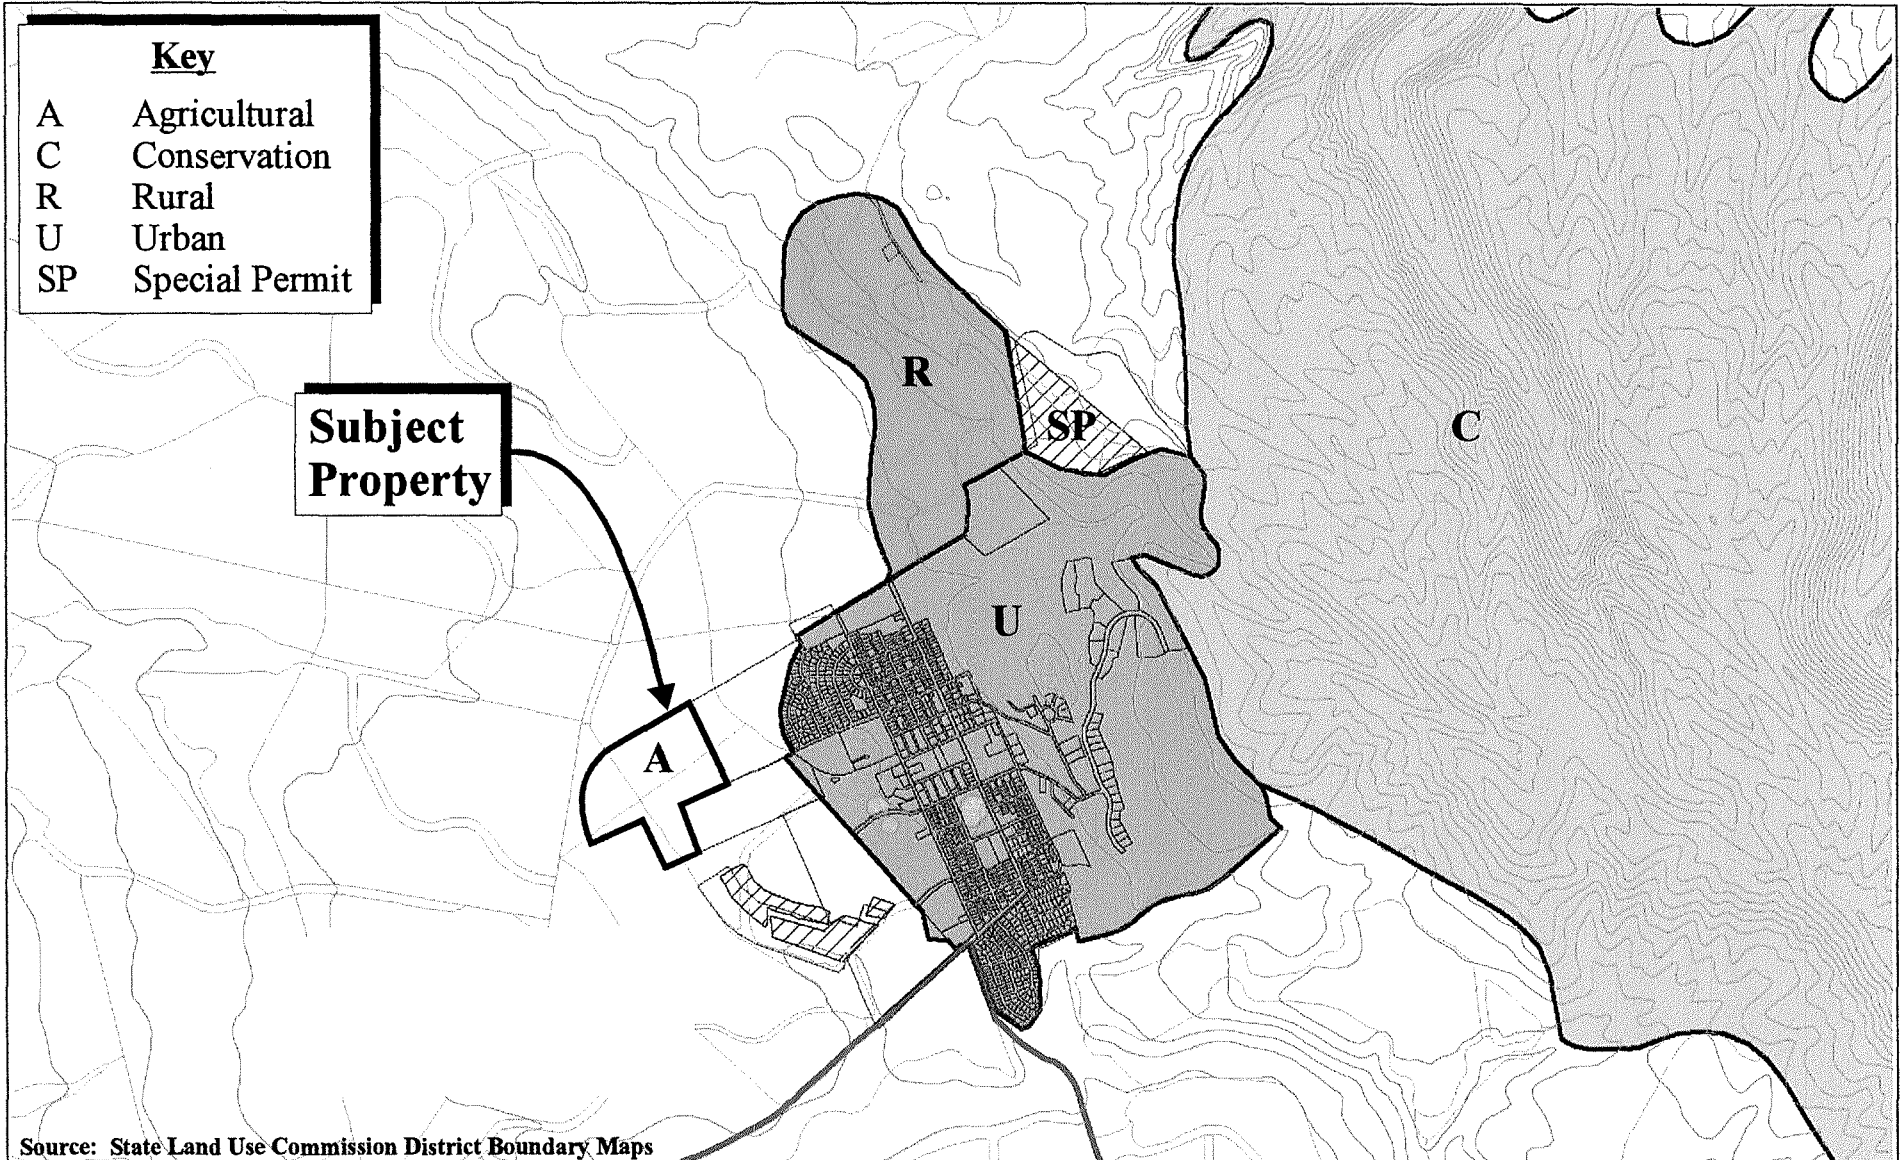 Key
A Agricultural
C Conservation
R Rural
U Urban
SP Special Permit
R
SP
C
Subject
Property
U
A
Source: State Land Use Commission District Boundary Maps